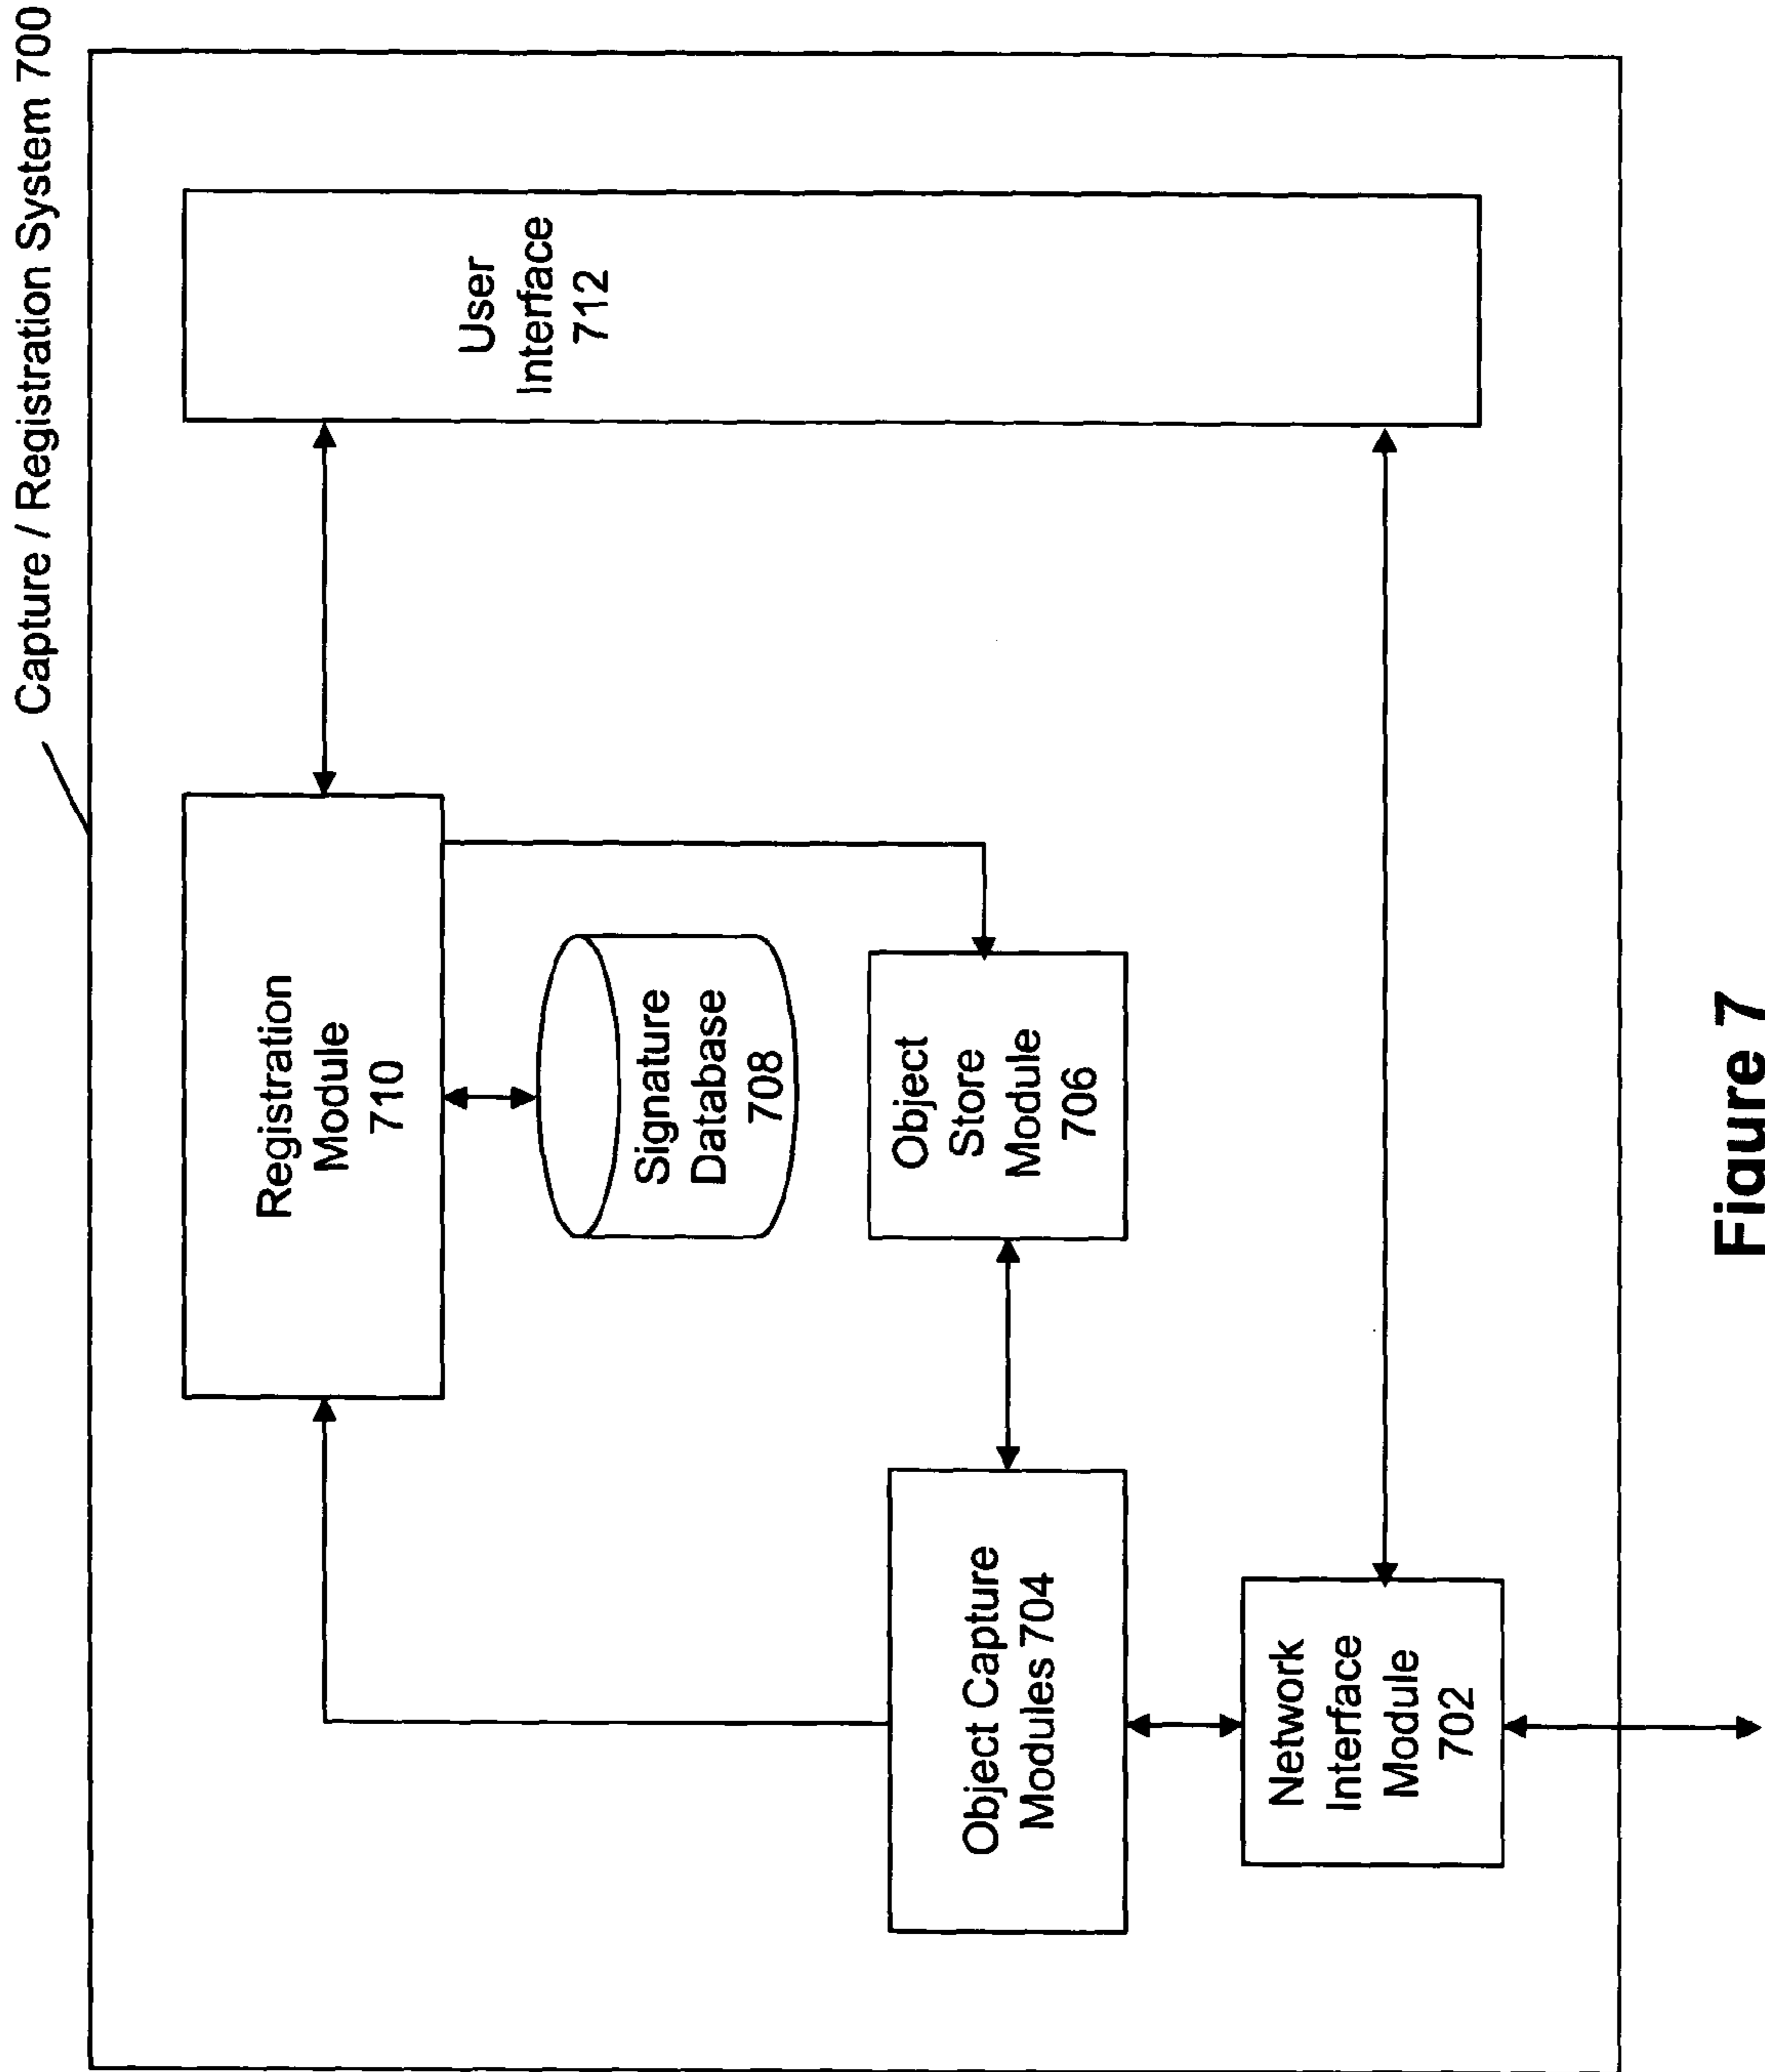 Capture / Registration System 700
Registration
Module
710
User
Interface
712
Signature
Database
708
Object
Store
Module
706
Object Capture
Modules 704
Network
Interface
Module
702
Figure 7